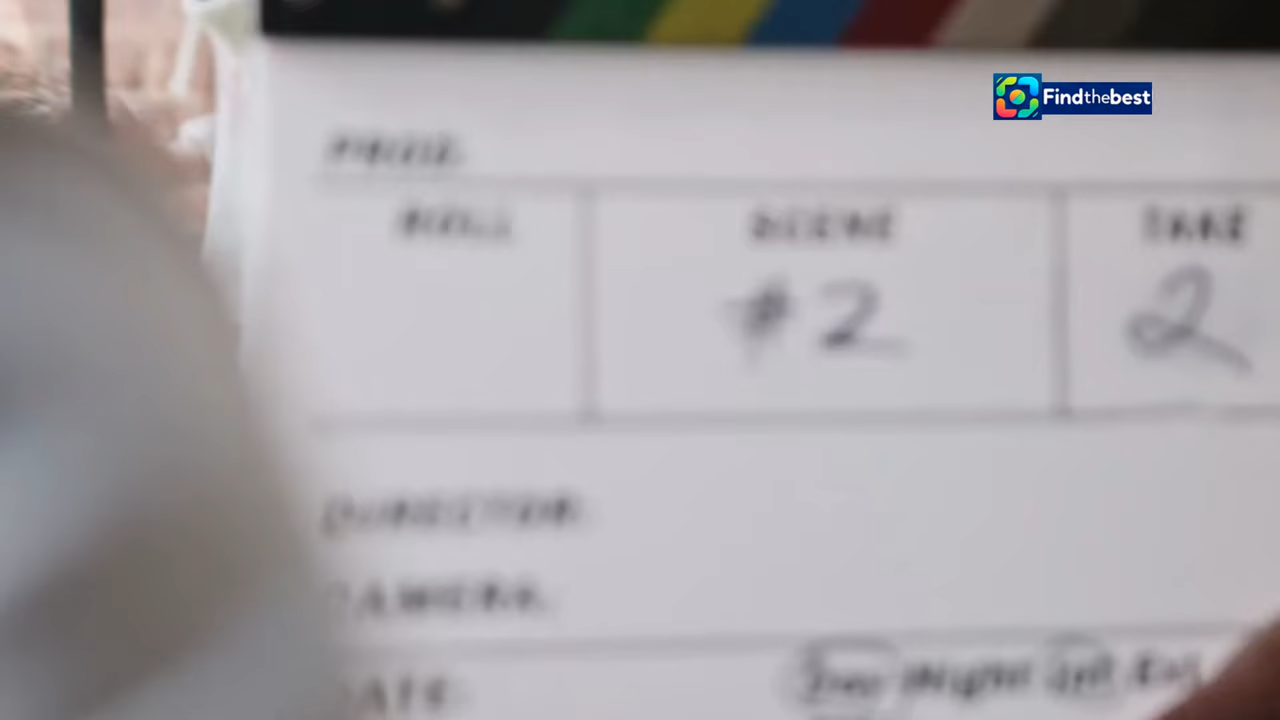 Findthebest
PROD.
ROLL SCENE TAKE
#2 2
DIRECTOR:
CAMERA:
DATE
Day Night Int Ext